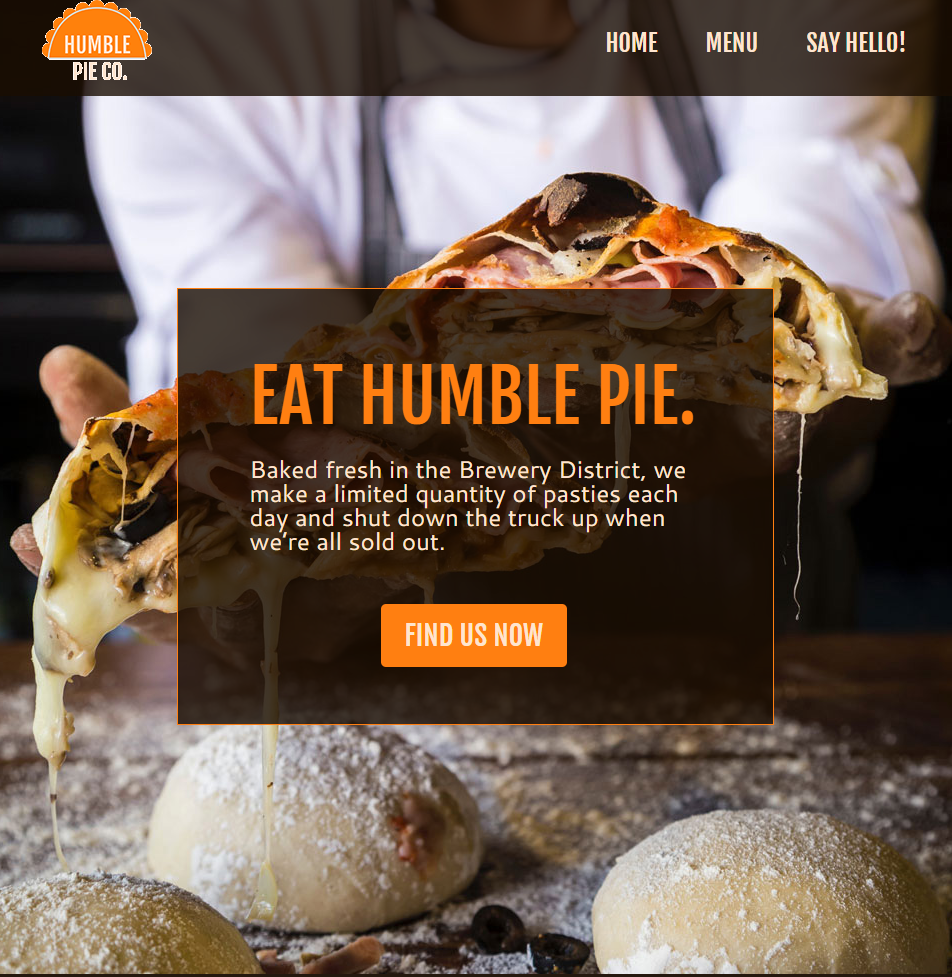 HUMBLE
PIE CO.
HOME MENU SAY HELLO!
EAT HUMBLE PIE.
Baked fresh in the Brewery District, we
make a limited quantity of pasties each
day and shut down the truck up when
we’re all sold out.
FIND US NOW